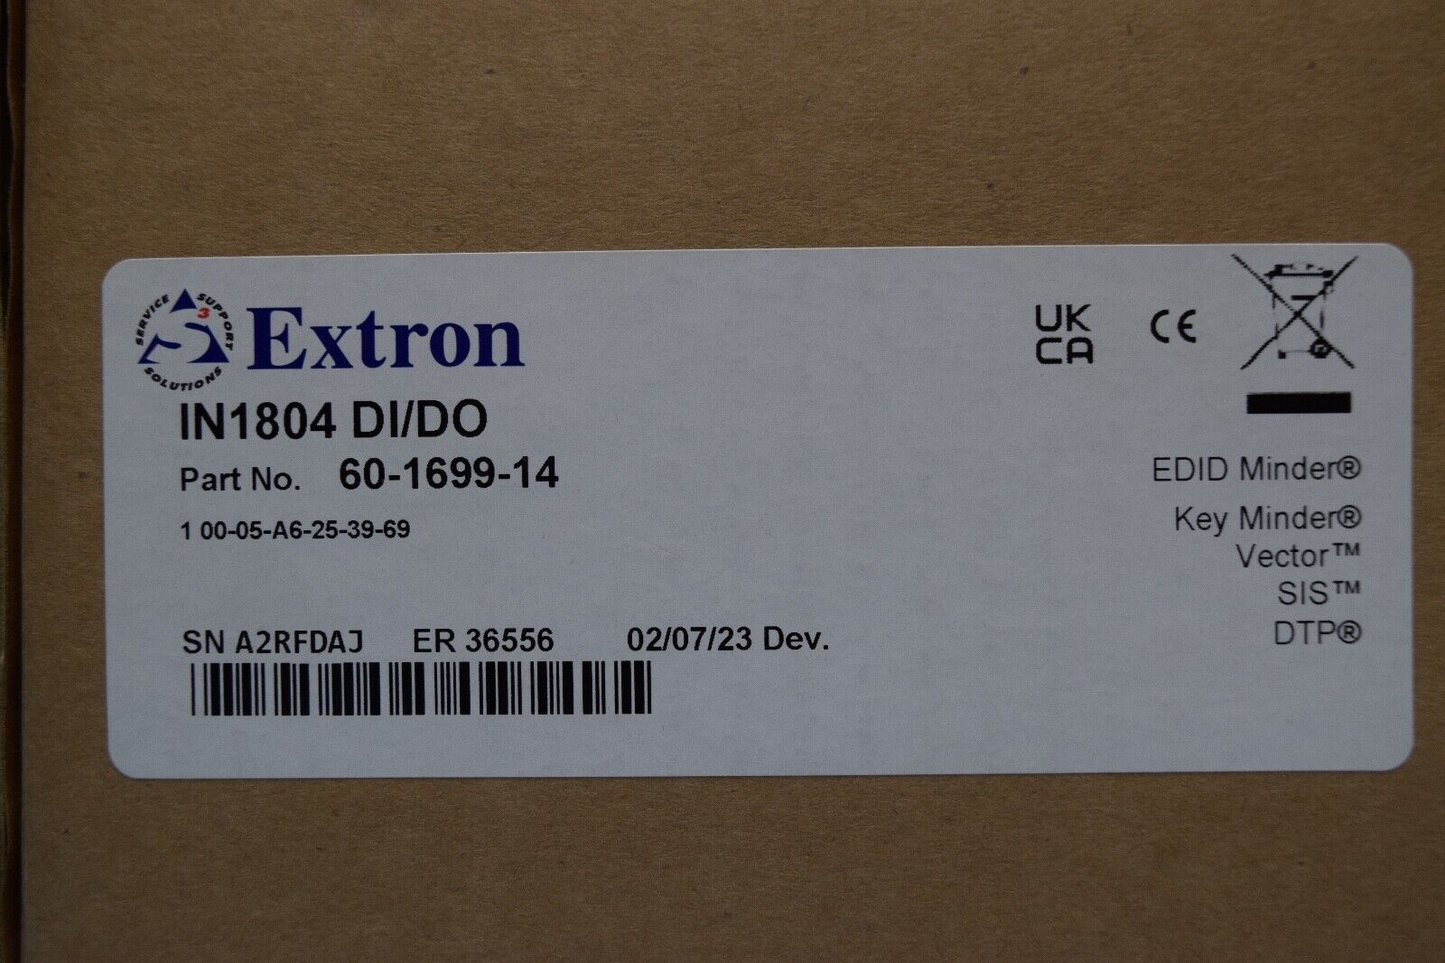 SERVICE SUPPORT SOLUTIONS
S3
Extron
UK
CA
CE
IN1804 DI/DO
Part No. 60-1699-14
1 00-05-A6-25-39-69
EDID Minder®
Key Minder®
Vector™
SIS™
DTP®
SN A2RFDAJ ER 36556 02/07/23 Dev.